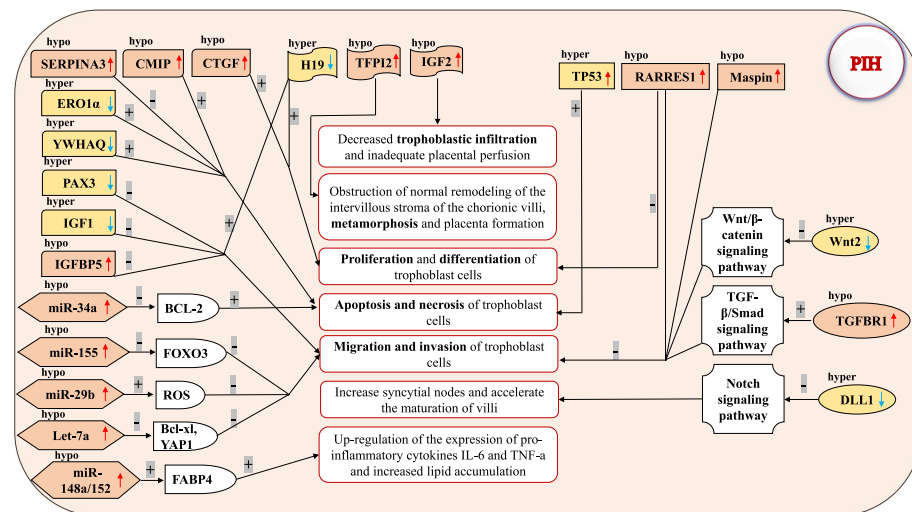 PIH
hypo
SERPINA3
hypo
CMIP
hypo
CTGF
hyper
H19
hypo
TFPI2
hypo
IGF2
hyper
TP53
hypo
RARRES1
hypo
Maspin
hyper
ERO1α
hyper
YWHAQ
hyper
PAX3
hyper
IGF1
hypo
IGFBP5
hypo
miR-34a
-
BCL-2
+
hypo
miR-155
-
FOXO3
-
hypo
miR-29b
+
ROS
-
hypo
Let-7a
-
Bcl-xl,
YAP1
-
hypo
miR-
148a/152
+
FABP4
+
-
+
+
+
+
-
-
-
+
+
+
-
-
Decreased trophoblastic infiltration
and inadequate placental perfusion
Obstruction of normal remodeling of the
intervillous stroma of the chorionic villi,
metamorphosis and placenta formation
Proliferation and differentiation of
trophoblast cells
Apoptosis and necrosis of trophoblast
cells
Migration and invasion of trophoblast
cells
Increase syncytial nodes and accelerate
the maturation of villi
Up-regulation of the expression of pro-
inflammatory cytokines IL-6 and TNF-a
and increased lipid accumulation
Wnt/β-
catenin
signaling
pathway
-
hyper
Wnt2
TGF-
β/Smad
signaling
pathway
+
hypo
TGFBR1
Notch
signaling
pathway
-
hyper
DLL1